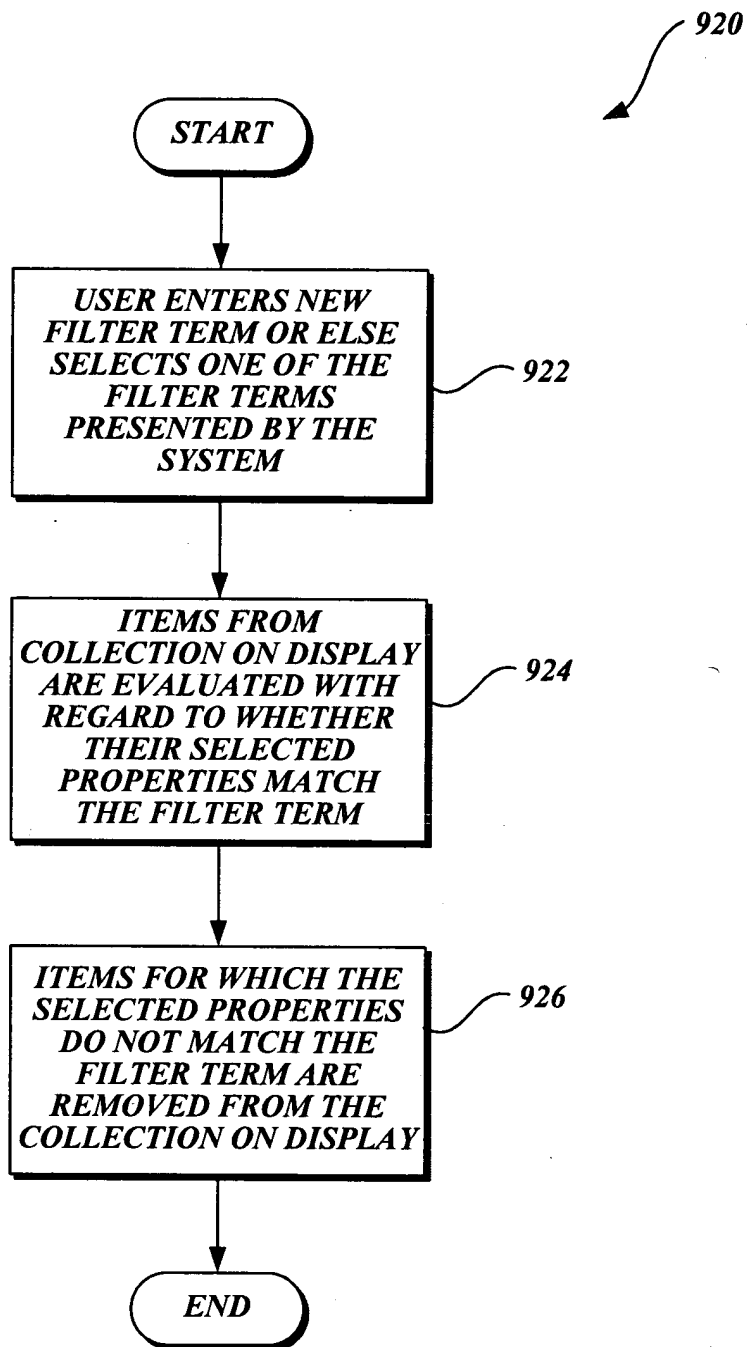 920
START
USER ENTERS NEW
FILTER TERM OR ELSE
SELECTS ONE OF THE
FILTER TERMS
PRESENTED BY THE
SYSTEM
922
ITEMS FROM
COLLECTION ON DISPLAY
ARE EVALUATED WITH
REGARD TO WHETHER
THEIR SELECTED
PROPERTIES MATCH
THE FILTER TERM
924
ITEMS FOR WHICH THE
SELECTED PROPERTIES
DO NOT MATCH THE
FILTER TERM ARE
REMOVED FROM THE
COLLECTION ON DISPLAY
926
END